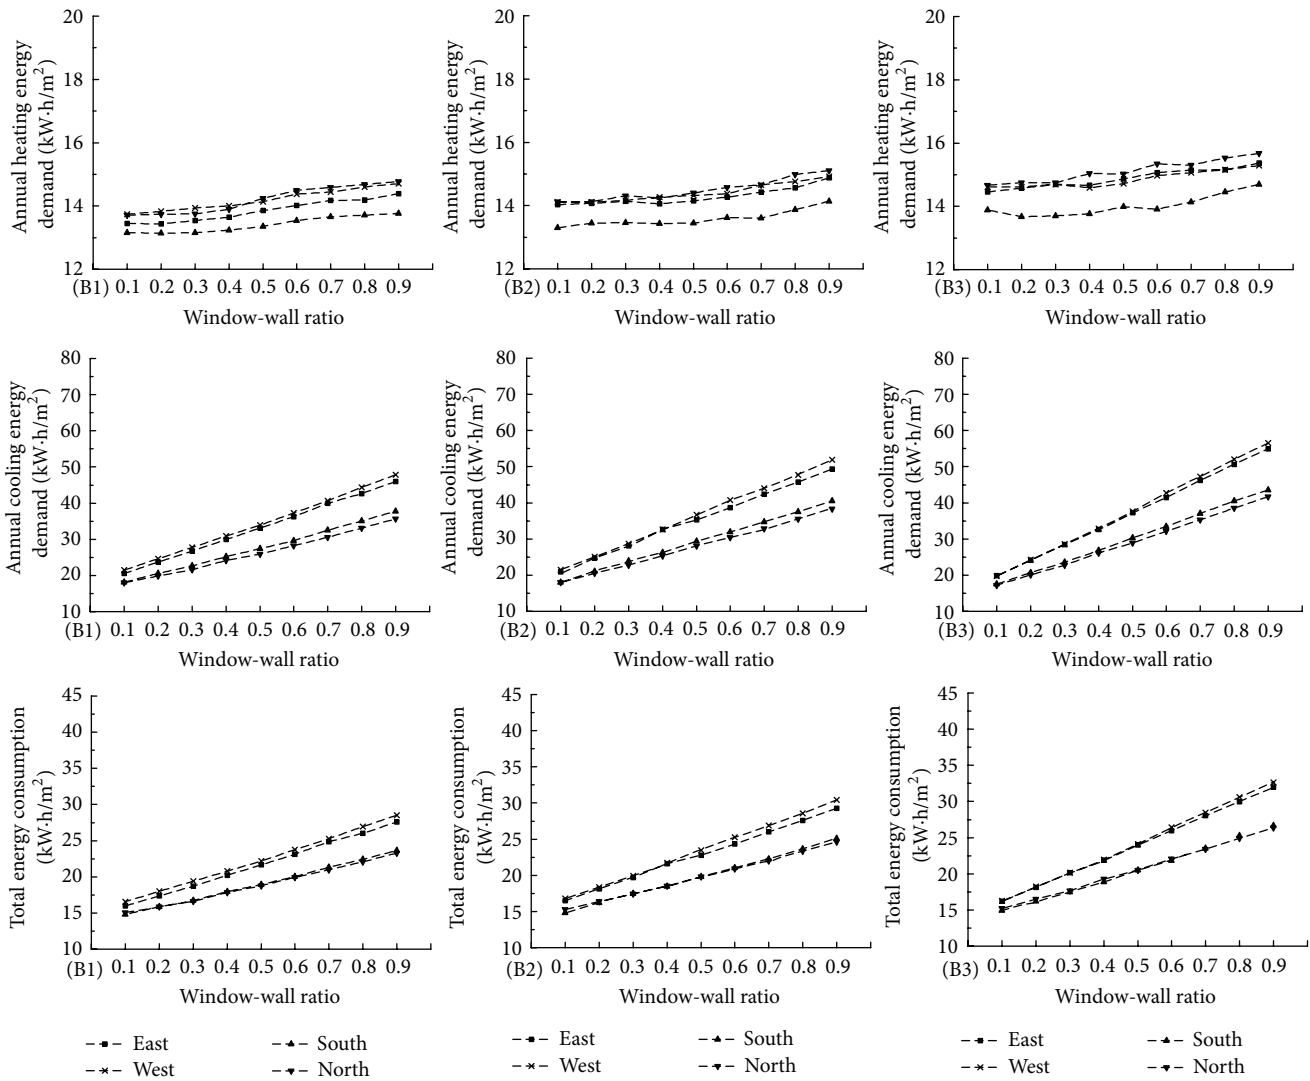 Annual heating energy
demand (kW·h/m²)
20
18
16
14
12
(B1) 0.1 0.2 0.3 0.4 0.5 0.6 0.7 0.8 0.9
Window-wall ratio
Annual heating energy
demand (kW·h/m²)
20
18
16
14
12
(B2) 0.1 0.2 0.3 0.4 0.5 0.6 0.7 0.8 0.9
Window-wall ratio
Annual heating energy
demand (kW·h/m²)
20
18
16
14
12
(B3) 0.1 0.2 0.3 0.4 0.5 0.6 0.7 0.8 0.9
Window-wall ratio
Annual cooling energy
demand (kW·h/m²)
80
70
60
50
40
30
20
10
(B1) 0.1 0.2 0.3 0.4 0.5 0.6 0.7 0.8 0.9
Window-wall ratio
Annual cooling energy
demand (kW·h/m²)
80
70
60
50
40
30
20
10
(B2) 0.1 0.2 0.3 0.4 0.5 0.6 0.7 0.8 0.9
Window-wall ratio
Annual cooling energy
demand (kW·h/m²)
80
70
60
50
40
30
20
10
(B3) 0.1 0.2 0.3 0.4 0.5 0.6 0.7 0.8 0.9
Window-wall ratio
Total energy consumption
(kW·h/m²)
45
40
35
30
25
20
15
10
(B1) 0.1 0.2 0.3 0.4 0.5 0.6 0.7 0.8 0.9
Window-wall ratio
East
West
South
North
Total energy consumption
(kW·h/m²)
45
40
35
30
25
20
15
10
(B2) 0.1 0.2 0.3 0.4 0.5 0.6 0.7 0.8 0.9
Window-wall ratio
East
West
South
North
Total energy consumption
(kW·h/m²)
45
40
35
30
25
20
15
10
(B3) 0.1 0.2 0.3 0.4 0.5 0.6 0.7 0.8 0.9
Window-wall ratio
East
West
South
North